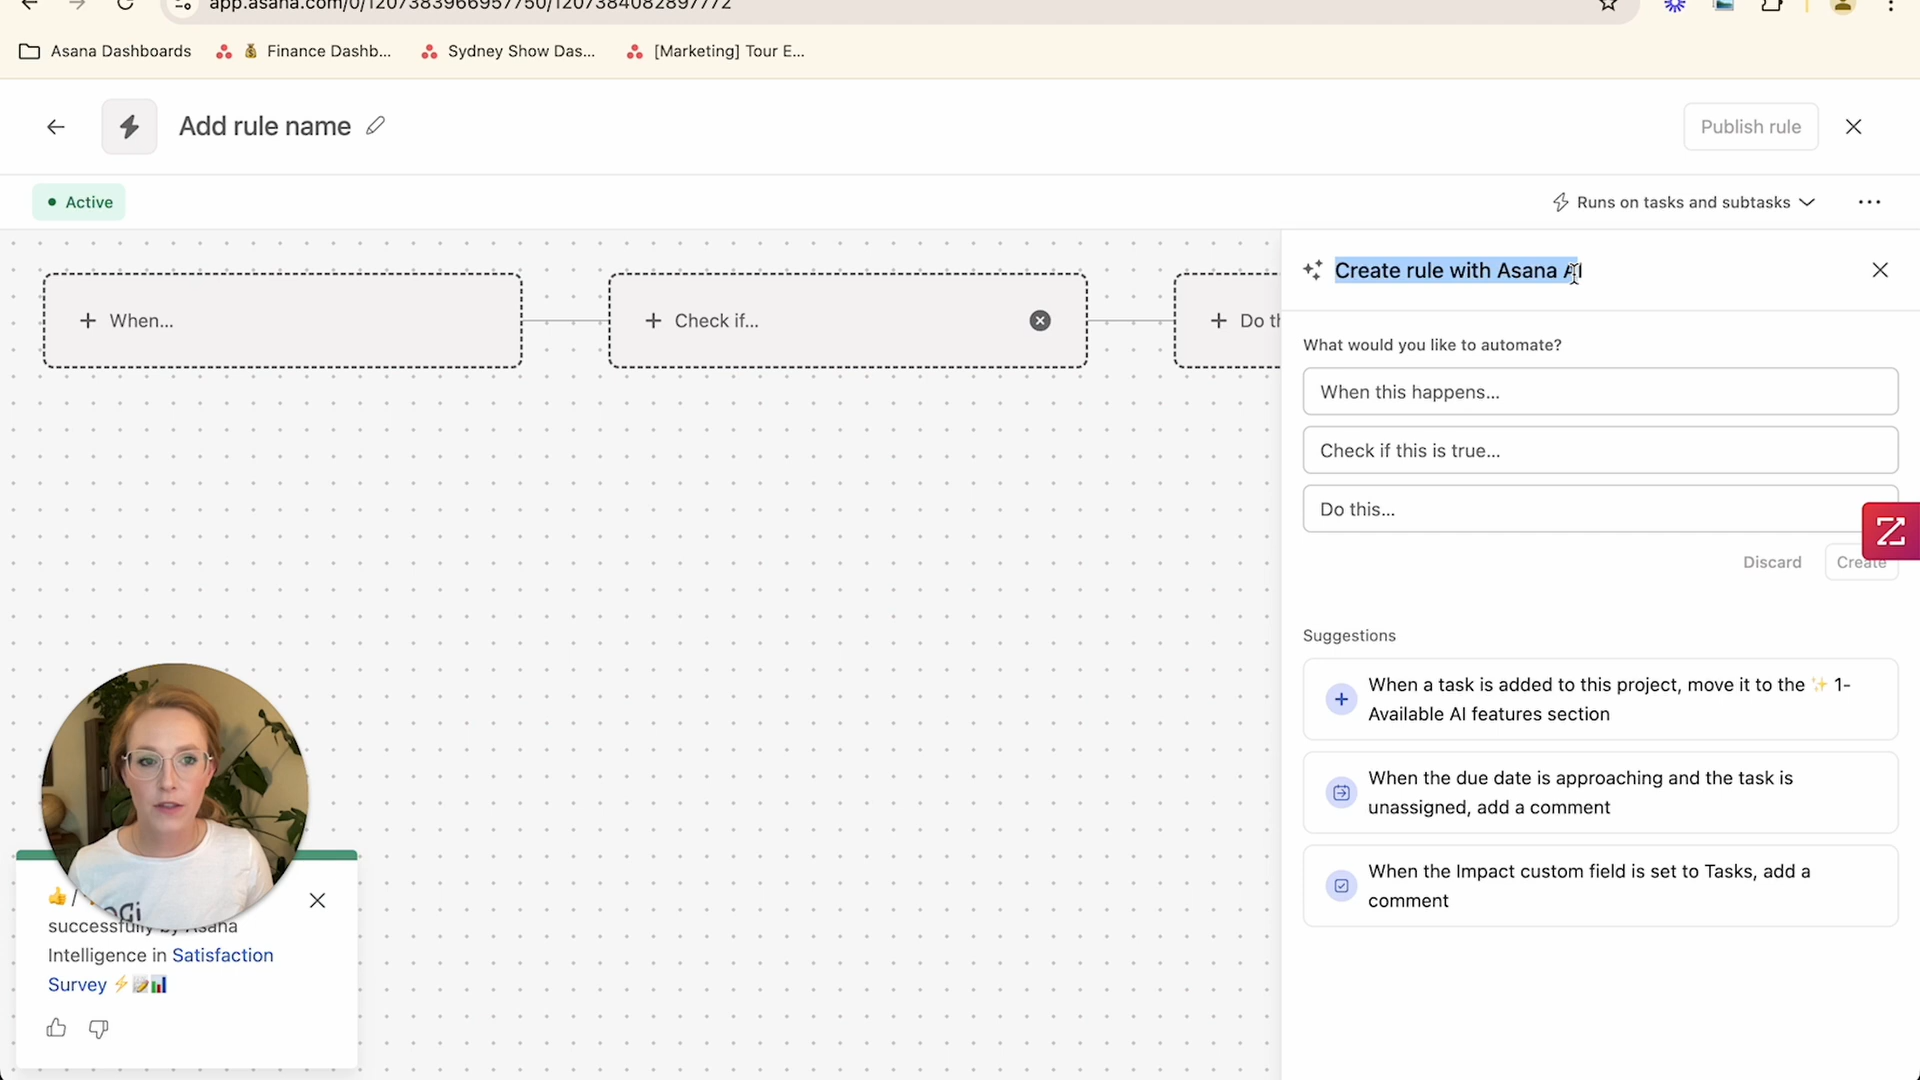 app.asana.com/0/1207383966957750/1207384082897772
Asana Dashboards
Finance Dashb...
Sydney Show Das...
[Marketing] Tour E...
Add rule name
Publish rule
Active
Runs on tasks and subtasks
When...
Check if...
Do th
Create rule with Asana AI
What would you like to automate?
When this happens...
Check if this is true...
Do this...
Discard
Create
Suggestions
When a task is added to this project, move it to the ✨ 1-
Available AI features section
When the due date is approaching and the task is
unassigned, add a comment
When the Impact custom field is set to Tasks, add a
comment
👍 /
successfully by Asana
Intelligence in Satisfaction
Survey ⚡📝📊